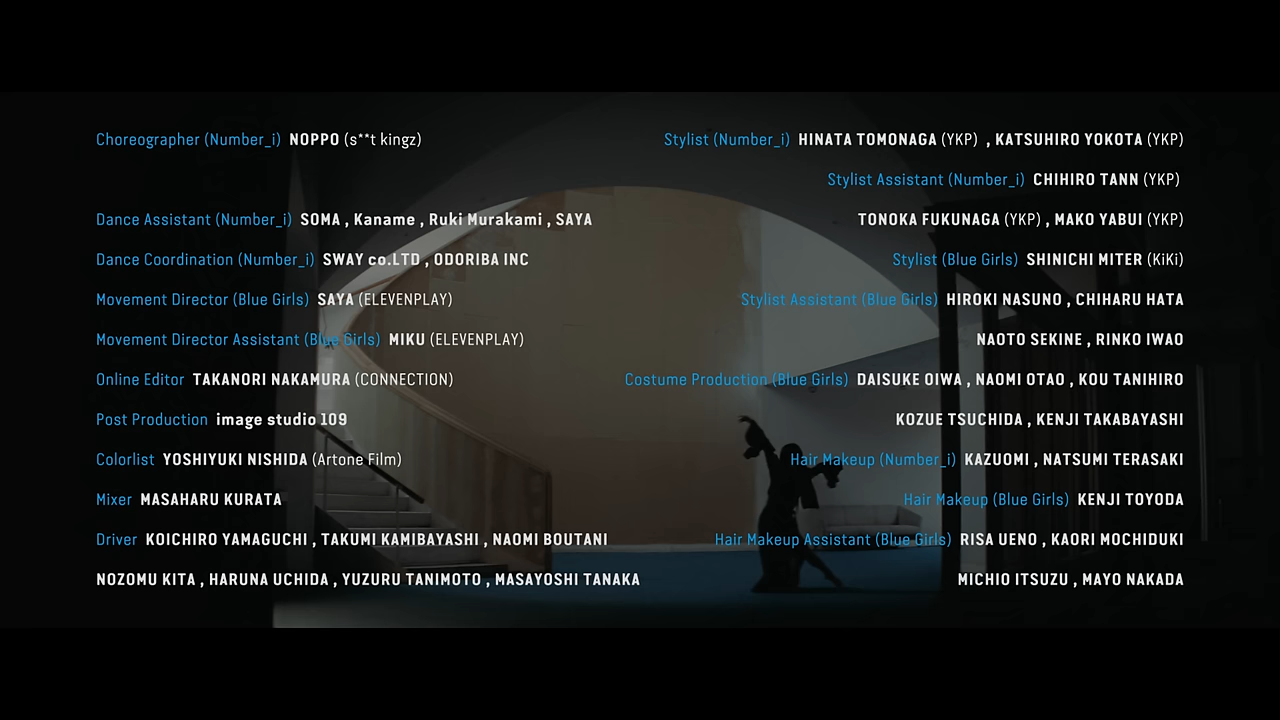 Choreographer (Number_i) NOPPO (s**t kingz)
Dance Assistant (Number_i) SOMA , Kaname , Ruki Murakami , SAYA
Dance Coordination (Number_i) SWAY co.LTD , ODORIBA INC
Movement Director (Blue Girls) SAYA (ELEVENPLAY)
Movement Director Assistant (Blue Girls) MIKU (ELEVENPLAY)
Online Editor TAKANORI NAKAMURA (CONNECTION)
Post Production image studio 109
Colorlist YOSHIYUKI NISHIDA (Artone Film)
Mixer MASAHARU KURATA
Driver KOICHIRO YAMAGUCHI , TAKUMI KAMIBAYASHI , NAOMI BOUTANI
NOZOMU KITA , HARUNA UCHIDA , YUZURU TANIMOTO , MASAYOSHI TANAKA
Stylist (Number_i) HINATA TOMONAGA (YKP) , KATSUHIRO YOKOTA (YKP)
Stylist Assistant (Number_i) CHIHIRO TANN (YKP)
TONOKA FUKUNAGA (YKP) , MAKO YABUI (YKP)
Stylist (Blue Girls) SHINICHI MITER (KiKi)
Stylist Assistant (Blue Girls) HIROKI NASUNO , CHIHARU HATA
NAOTO SEKINE , RINKO IWAO
Costume Production (Blue Girls) DAISUKE OIWA , NAOMI OTAO , KOU TANIHIRO
KOZUE TSUCHIDA , KENJI TAKABAYASHI
Hair Makeup (Number_i) KAZUOMI , NATSUMI TERASAKI
Hair Makeup (Blue Girls) KENJI TOYODA
Hair Makeup Assistant (Blue Girls) RISA UENO , KAORI MOCHIDUKI
MICHIO ITSUZU , MAYO NAKADA